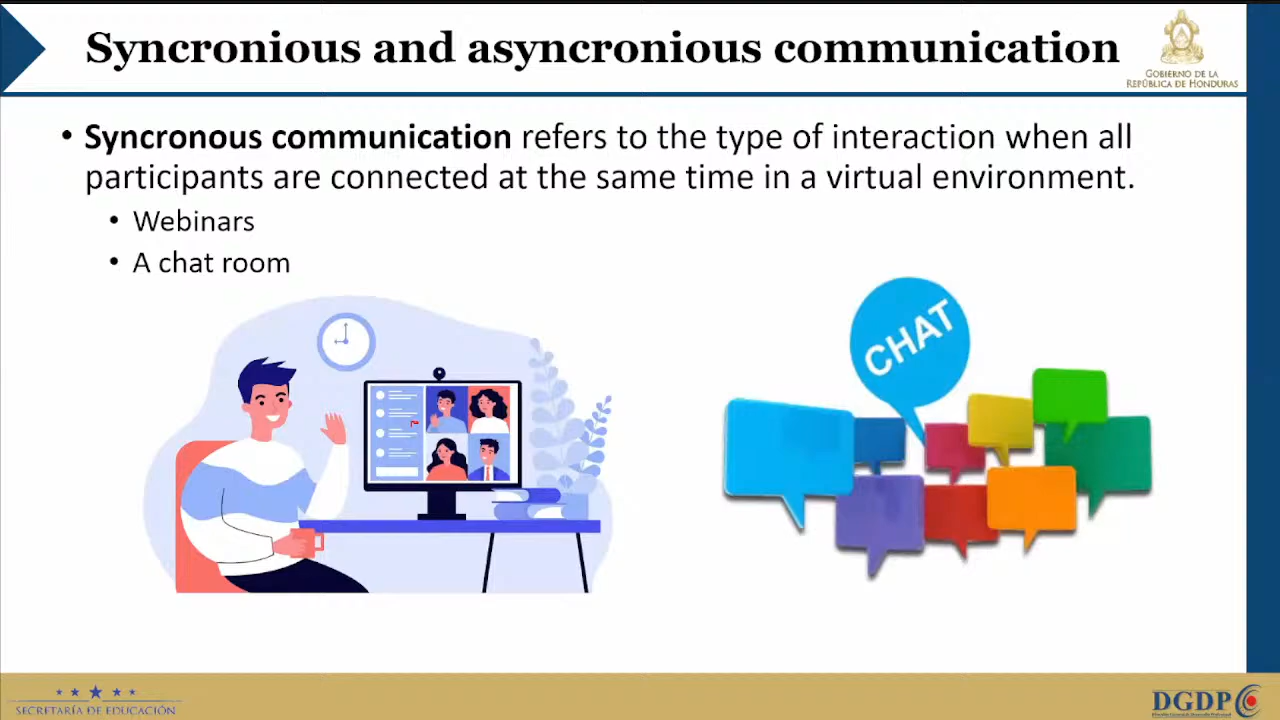 Syncronious and asyncronious communication
GOBIERNO DE LA
REPÚBLICA DE HONDURAS
• Syncronous communication refers to the type of interaction when all
participants are connected at the same time in a virtual environment.
• Webinars
• A chat room
CHAT
SECRETARÍA DE EDUCACIÓN
DGDP